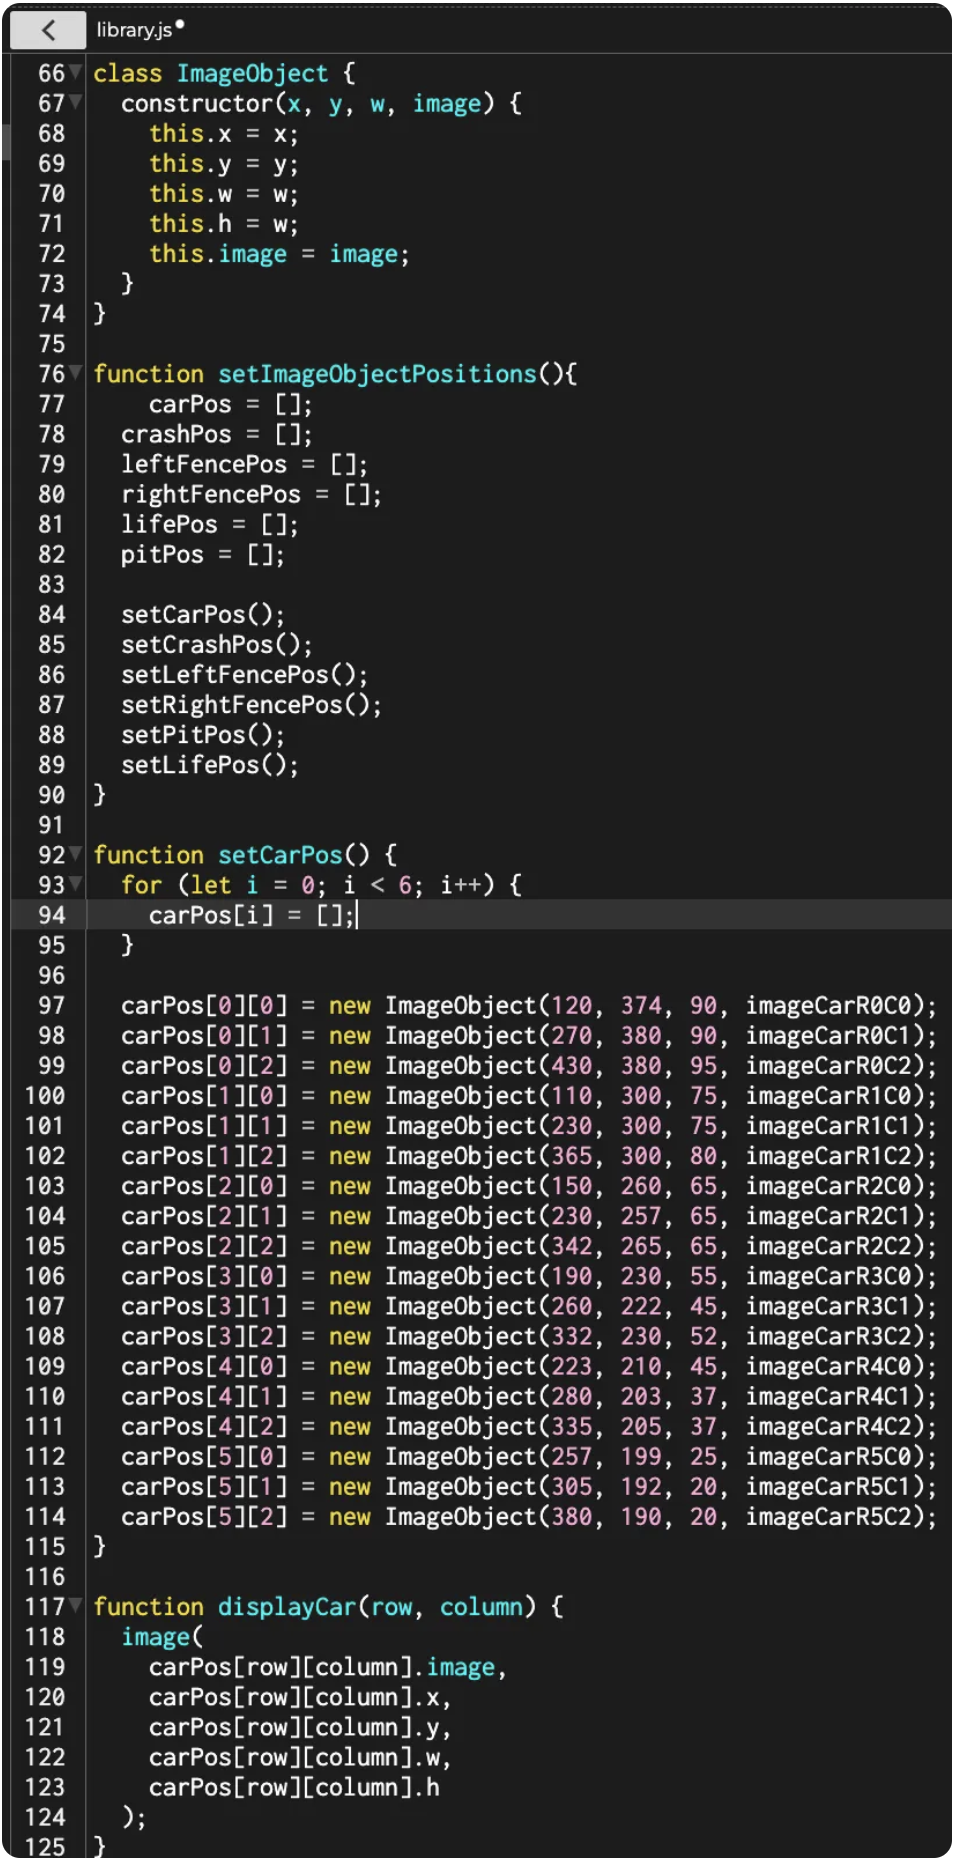 library.js
66 class ImageObject {
67   constructor(x, y, w, image) {
68     this.x = x;
69     this.y = y;
70     this.w = w;
71     this.h = w;
72     this.image = image;
73   }
74 }
75
76 function setImageObjectPositions(){
77     carPos = [];
78   crashPos = [];
79   leftFencePos = [];
80   rightFencePos = [];
81   lifePos = [];
82   pitPos = [];
83
84   setCarPos();
85   setCrashPos();
86   setLeftFencePos();
87   setRightFencePos();
88   setPitPos();
89   setLifePos();
90 }
91
92 function setCarPos() {
93   for (let i = 0; i < 6; i++) {
94     carPos[i] = [];
95   }
96
97   carPos[0][0] = new ImageObject(120, 374, 90, imageCarR0C0);
98   carPos[0][1] = new ImageObject(270, 380, 90, imageCarR0C1);
99   carPos[0][2] = new ImageObject(430, 380, 95, imageCarR0C2);
100   carPos[1][0] = new ImageObject(110, 300, 75, imageCarR1C0);
101   carPos[1][1] = new ImageObject(230, 300, 75, imageCarR1C1);
102   carPos[1][2] = new ImageObject(365, 300, 80, imageCarR1C2);
103   carPos[2][0] = new ImageObject(150, 260, 65, imageCarR2C0);
104   carPos[2][1] = new ImageObject(230, 257, 65, imageCarR2C1);
105   carPos[2][2] = new ImageObject(342, 265, 65, imageCarR2C2);
106   carPos[3][0] = new ImageObject(190, 230, 55, imageCarR3C0);
107   carPos[3][1] = new ImageObject(260, 222, 45, imageCarR3C1);
108   carPos[3][2] = new ImageObject(332, 230, 52, imageCarR3C2);
109   carPos[4][0] = new ImageObject(223, 210, 45, imageCarR4C0);
110   carPos[4][1] = new ImageObject(280, 203, 37, imageCarR4C1);
111   carPos[4][2] = new ImageObject(335, 205, 37, imageCarR4C2);
112   carPos[5][0] = new ImageObject(257, 199, 25, imageCarR5C0);
113   carPos[5][1] = new ImageObject(305, 192, 20, imageCarR5C1);
114   carPos[5][2] = new ImageObject(380, 190, 20, imageCarR5C2);
115 }
116
117 function displayCar(row, column) {
118   image(
119     carPos[row][column].image,
120     carPos[row][column].x,
121     carPos[row][column].y,
122     carPos[row][column].w,
123     carPos[row][column].h
124   );
125 }